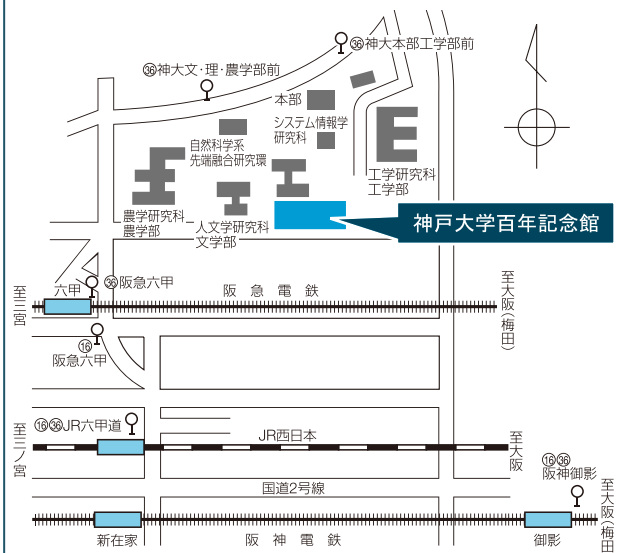 ㊱神大本部工学部前
㊱神大文・理・農学部前
本部
システム情報学
研究科
自然科学系
先端融合研究環
工学研究科
工学部
農学研究科
農学部
人文学研究科
文学部
神戸大学百年記念館
六甲
㊱阪急六甲
阪急電鉄
至三宮
至大阪(梅田)
⑯
阪急六甲
⑯㊱JR六甲道
JR西日本
至三ノ宮
至大阪
国道2号線
⑯㊱
阪神御影
新在家
阪神電鉄
御影
至大阪(梅田